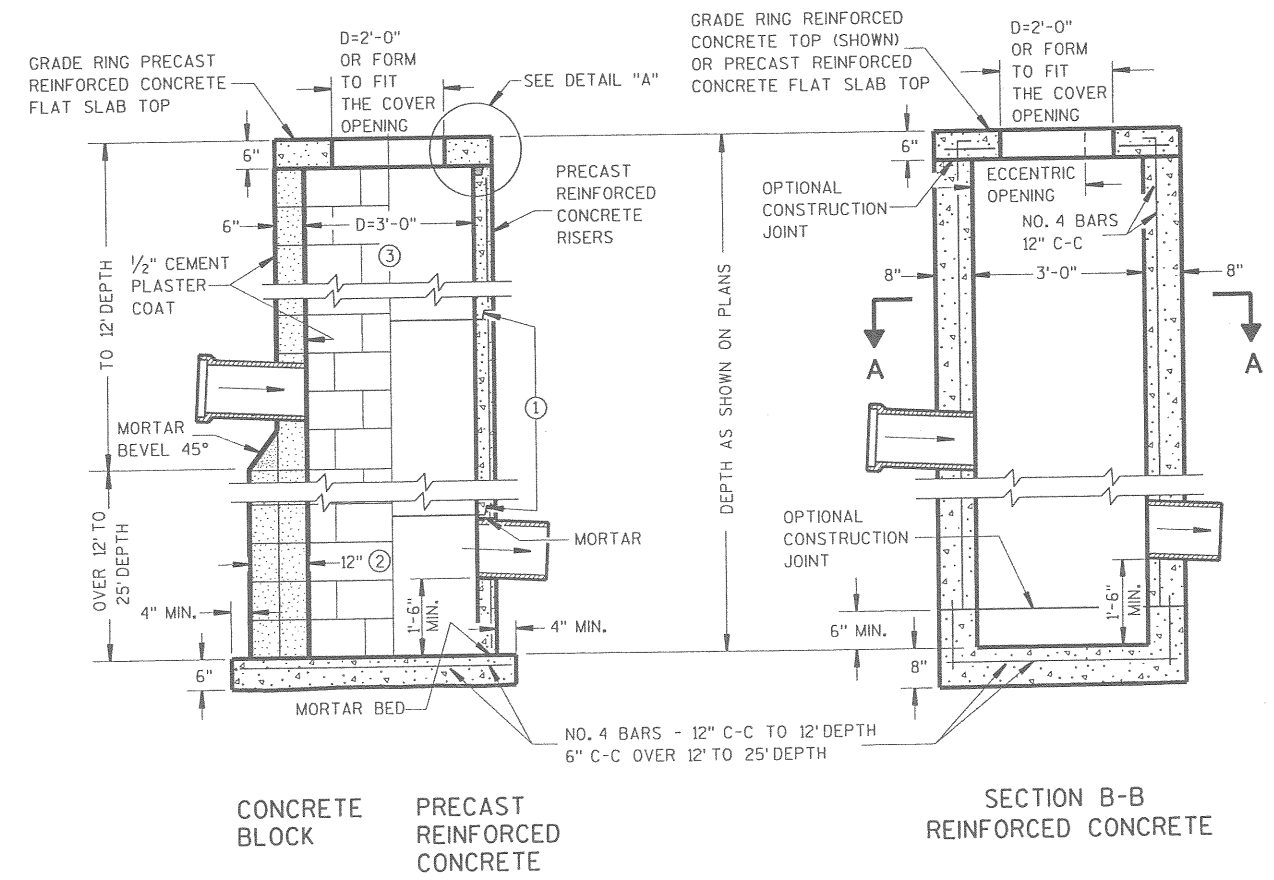 GRADE RING PRECAST
REINFORCED CONCRETE
FLAT SLAB TOP
D=2'-0"
OR FORM
TO FIT
THE COVER
OPENING
SEE DETAIL "A"
6"
PRECAST
REINFORCED
CONCRETE
RISERS
6"
D=3'-0"
3
1/2" CEMENT
PLASTER
COAT
TO 12' DEPTH
1
MORTAR
BEVEL 45°
OVER 12' TO
25' DEPTH
12" 2
MORTAR
4" MIN.
1'-6"
MIN.
4" MIN.
6"
MORTAR BED
DEPTH AS SHOWN ON PLANS
NO. 4 BARS - 12" C-C TO 12' DEPTH
6" C-C OVER 12' TO 25' DEPTH
CONCRETE
BLOCK
PRECAST
REINFORCED
CONCRETE
GRADE RING REINFORCED
CONCRETE TOP (SHOWN)
OR PRECAST REINFORCED
CONCRETE FLAT SLAB TOP
D=2'-0"
OR FORM
TO FIT
THE COVER
OPENING
6"
OPTIONAL
CONSTRUCTION
JOINT
ECCENTRIC
OPENING
NO. 4 BARS
12" C-C
8"
3'-0"
8"
A
A
OPTIONAL
CONSTRUCTION
JOINT
6" MIN.
1'-6"
MIN.
8"
SECTION B-B
REINFORCED CONCRETE